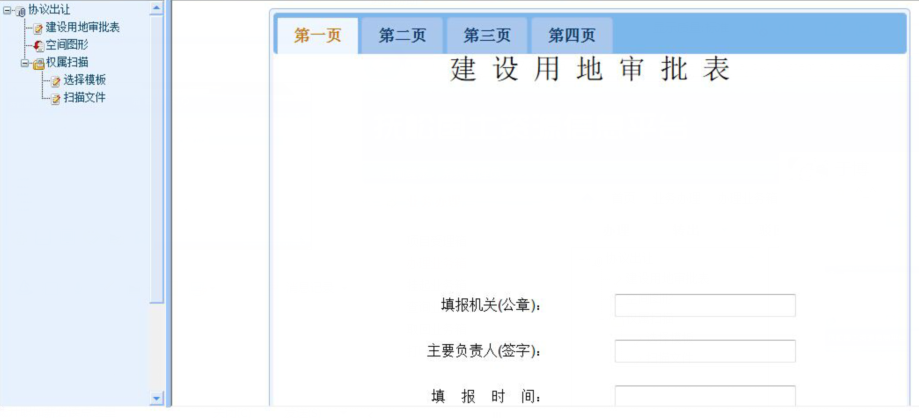 协议出让
建设用地审批表
空间图形
权属扫描
选择模板
扫描文件
第一页 第二页 第三页 第四页
建设用地审批表
填报机关(公章):
主要负责人(签字):
填 报 时 间: